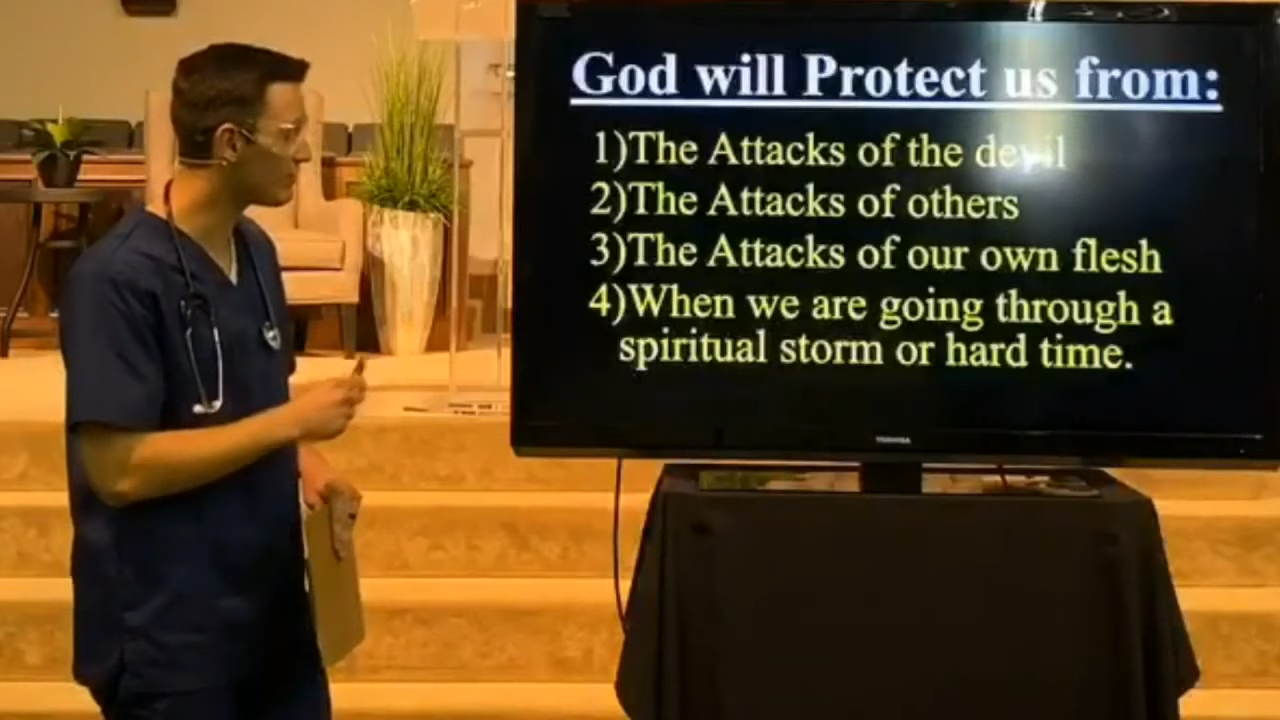 God will Protect us from:
1)The Attacks of the devil
2)The Attacks of others
3)The Attacks of our own flesh
4)When we are going through a
spiritual storm or hard time.
TOSHIBA